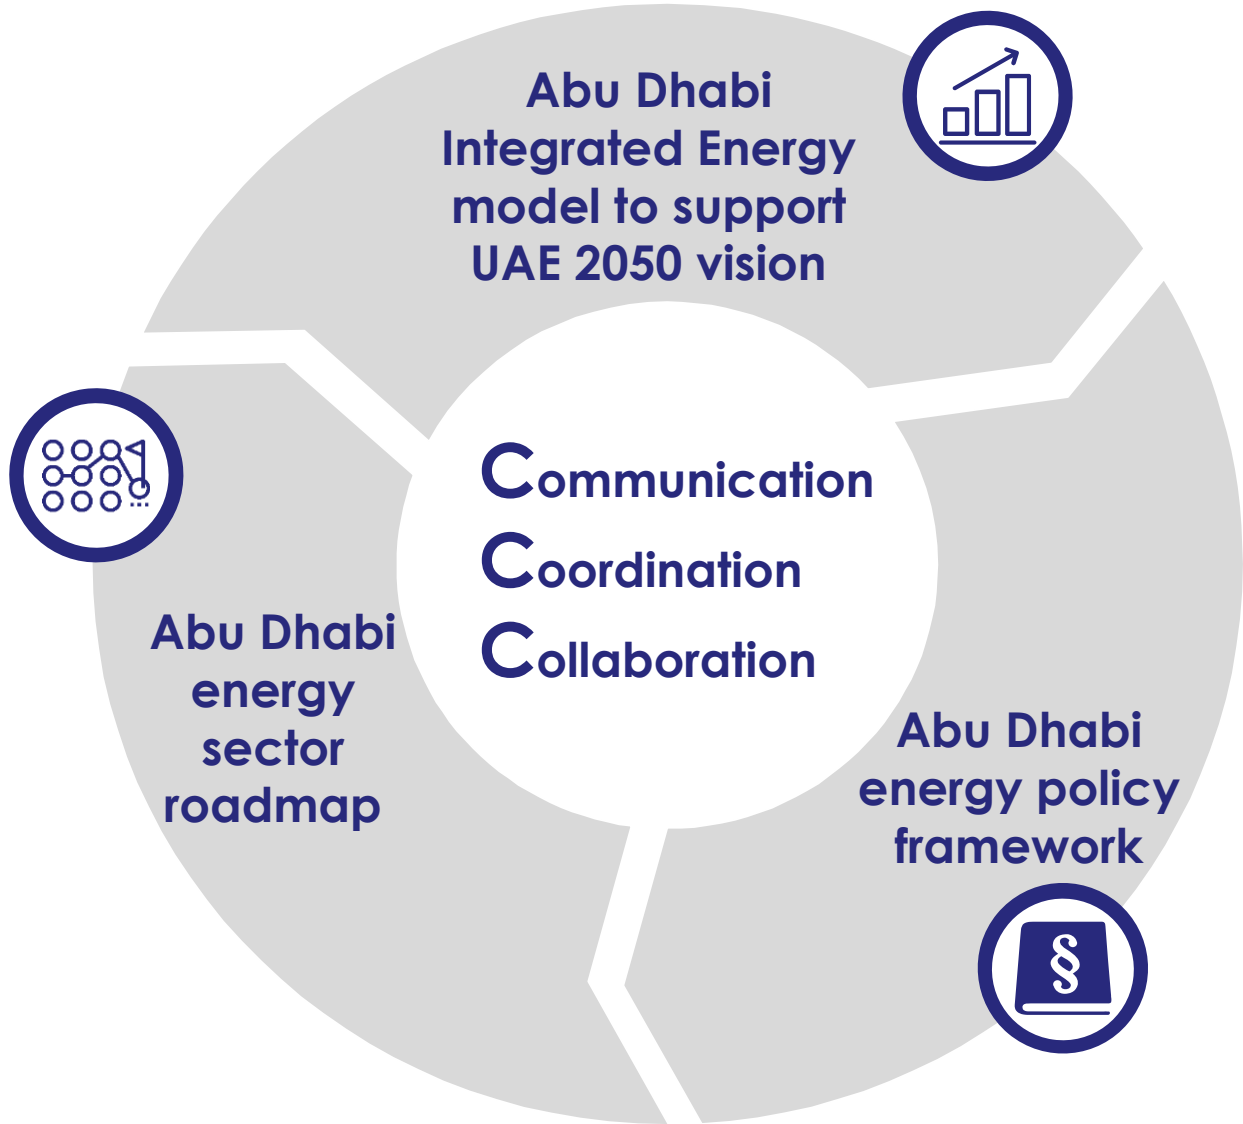 Abu Dhabi
Integrated Energy
model to support
UAE 2050 vision
Communication
Coordination
Collaboration
Abu Dhabi
energy
sector
roadmap
Abu Dhabi
energy policy
framework
§